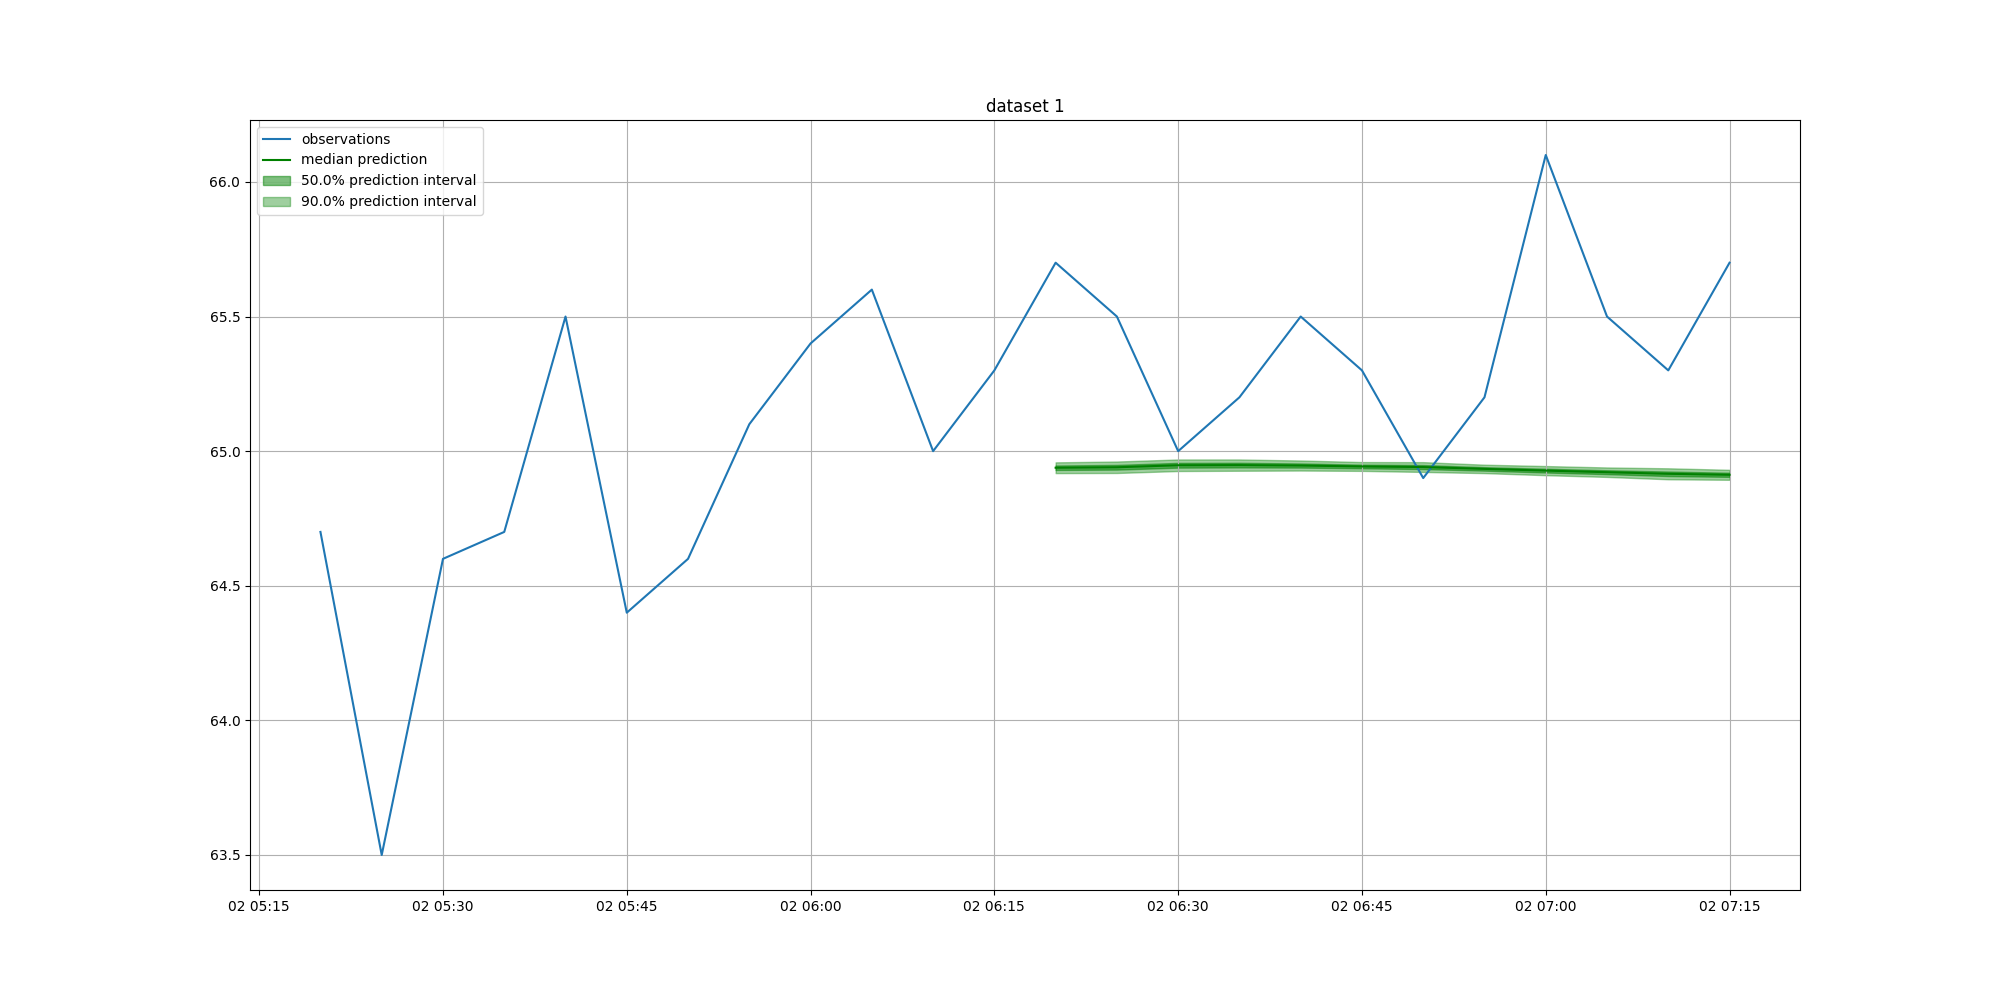 dataset 1
observations
median prediction
50.0% prediction interval
90.0% prediction interval
66.0
65.5
65.0
64.5
64.0
63.5
02 05:15 02 05:30 02 05:45 02 06:00 02 06:15 02 06:30 02 06:45 02 07:00 02 07:15